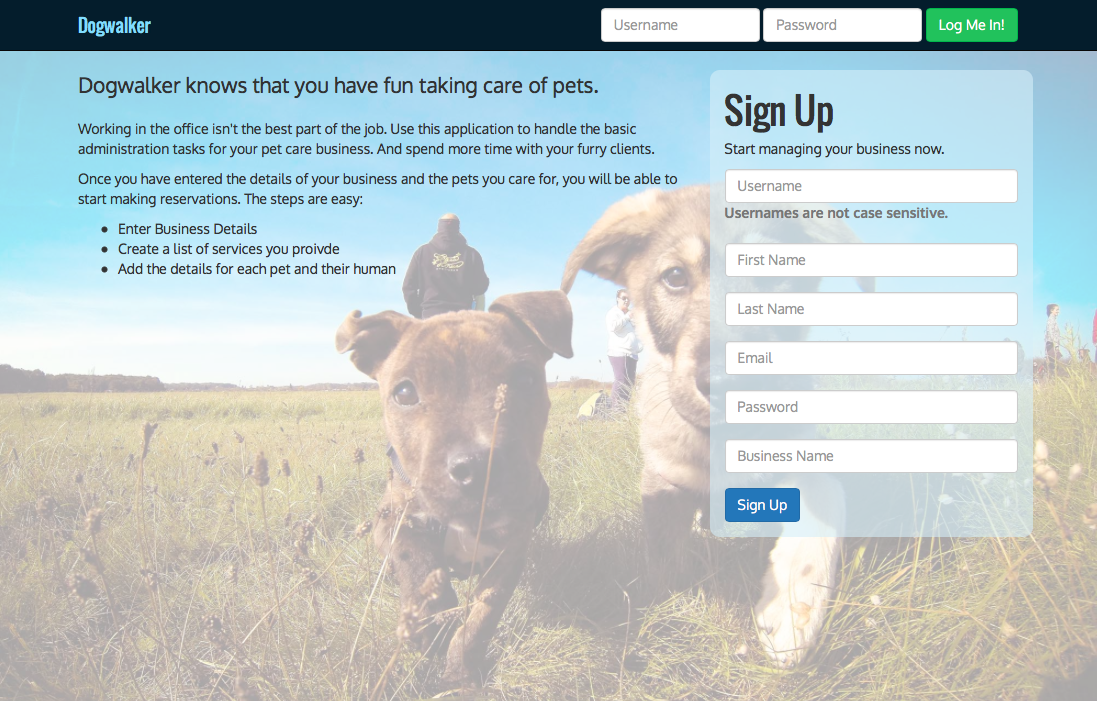 Dogwalker
Username
Password
Log Me In!
Dogwalker knows that you have fun taking care of pets.
Working in the office isn't the best part of the job. Use this application to handle the basic
administration tasks for your pet care business. And spend more time with your furry clients.
Once you have entered the details of your business and the pets you care for, you will be able to
start making reservations. The steps are easy:
• Enter Business Details
• Create a list of services you proivde
• Add the details for each pet and their human
Sign Up
Start managing your business now.
Username
Usernames are not case sensitive.
First Name
Last Name
Email
Password
Business Name
Sign Up